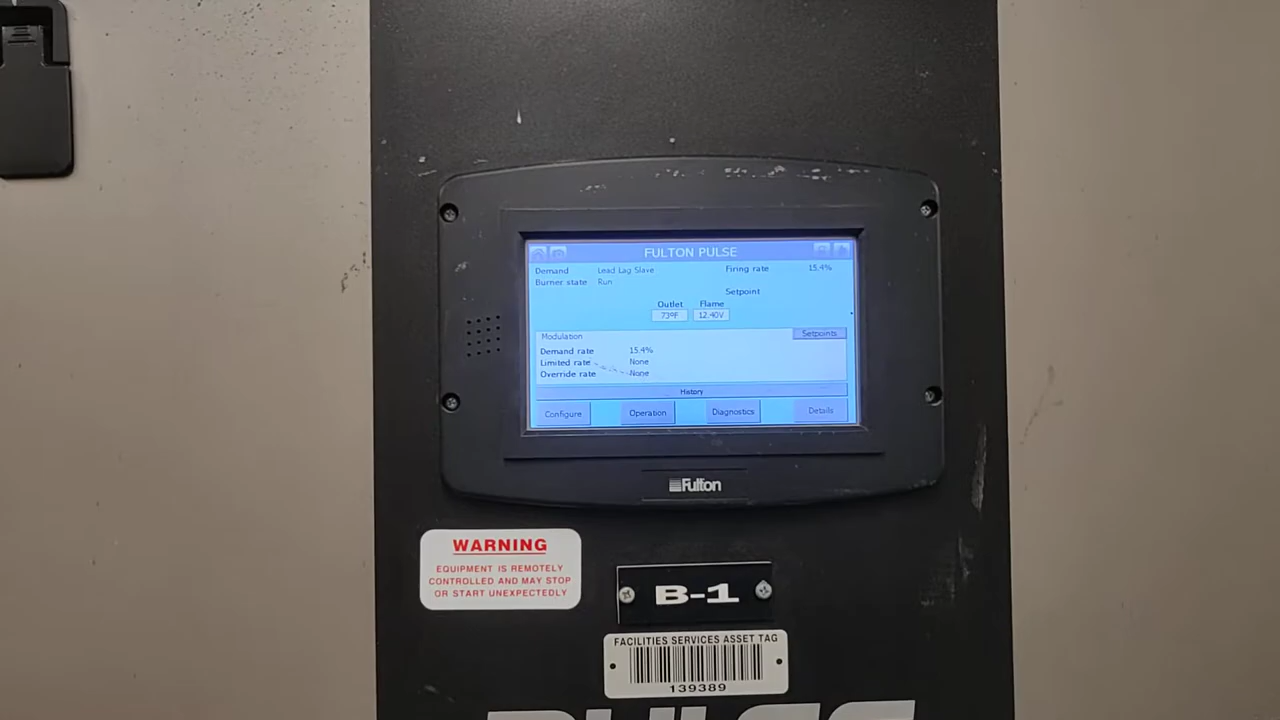 FULTON PULSE
Demand Lead Lag Slave Firing rate 15.4%
Burner state Run
Setpoint
Outlet Flame
73°F 12.40V
Modulation Setpoints
Demand rate 15.4%
Limited rate None
Override rate None
History
Configure Operation Diagnostics Details
Fulton
WARNING
EQUIPMENT IS REMOTELY
CONTROLLED AND MAY STOP
OR START UNEXPECTEDLY
B-1
FACILITIES SERVICES ASSET TAG
139389
PULSE